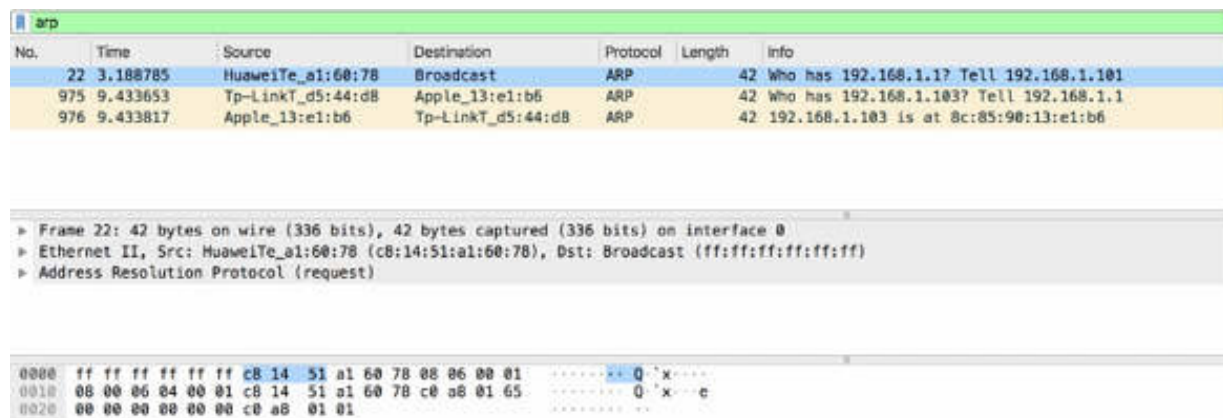 arp
No. Time Source Destination Protocol Length Info
22 3.188785 HuaweiTe_a1:60:78 Broadcast ARP 42 Who has 192.168.1.1? Tell 192.168.1.101
975 9.433653 Tp-LinkT_d5:44:d8 Apple_13:e1:b6 ARP 42 Who has 192.168.1.103? Tell 192.168.1.1
976 9.433817 Apple_13:e1:b6 Tp-LinkT_d5:44:d8 ARP 42 192.168.1.103 is at 8c:85:90:13:e1:b6
Frame 22: 42 bytes on wire (336 bits), 42 bytes captured (336 bits) on interface 0
Ethernet II, Src: HuaweiTe_a1:60:78 (c8:14:51:a1:60:78), Dst: Broadcast (ff:ff:ff:ff:ff:ff)
Address Resolution Protocol (request)
0000 ff ff ff ff ff ff c8 14 51 a1 60 78 08 06 00 01 ········Q·`x····
0010 08 00 06 04 00 01 c8 14 51 a1 60 78 c0 a8 01 65 ········Q·`x···e
0020 00 00 00 00 00 00 c0 a8 01 01 ··········